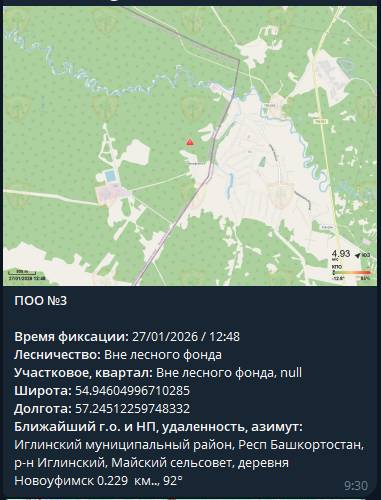 4.93
м/с
ЮЗ
КПО
27/01/2026 12:48
ПОО №3
Время фиксации: 27/01/2026 / 12:48
Лесничество: Вне лесного фонда
Участковое, квартал: Вне лесного фонда, null
Широта: 54.94604996710285
Долгота: 57.24512259748332
Ближайший г.о. и НП, удаленность, азимут:
Иглинский муниципальный район, Респ Башкортостан,
р-н Иглинский, Майский сельсовет, деревня
Новоуфимск 0.229 км.., 92°
9:30